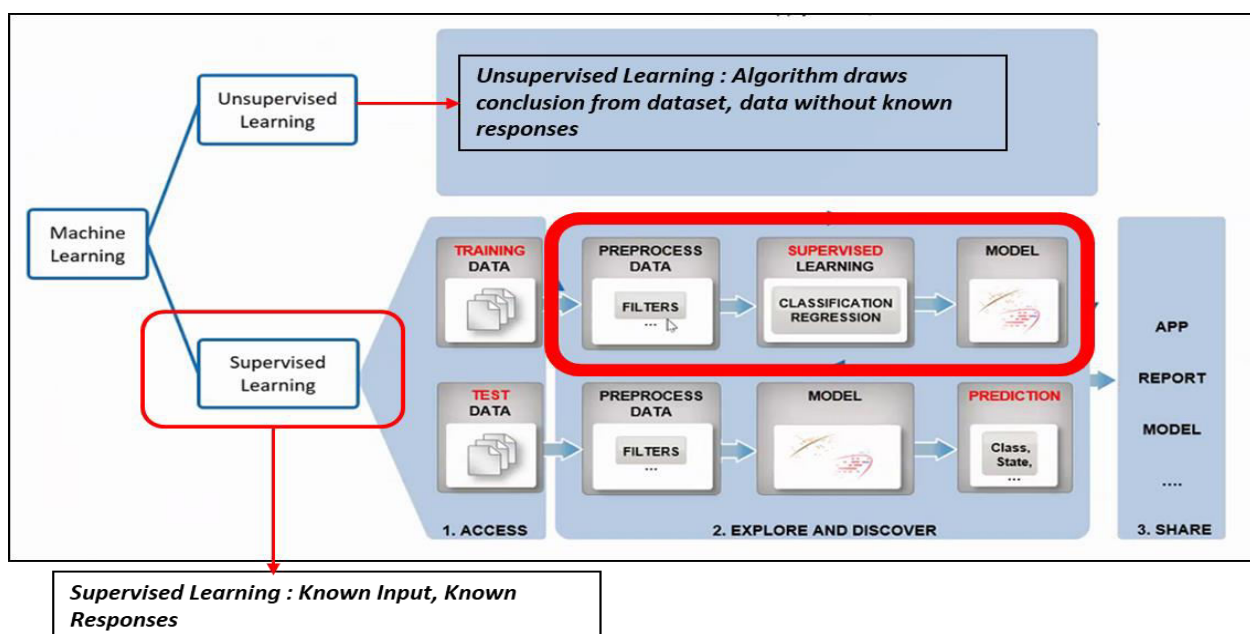 Unsupervised Learning : Algorithm draws
conclusion from dataset, data without known
responses
Unsupervised
Learning
Machine
Learning
Supervised
Learning
TRAINING
DATA
PREPROCESS
DATA
FILTERS
...
SUPERVISED
LEARNING
CLASSIFICATION
REGRESSION
MODEL
TEST
DATA
PREPROCESS
DATA
FILTERS
...
MODEL
PREDICTION
Class,
State,
...
APP
REPORT
MODEL
....
1. ACCESS
2. EXPLORE AND DISCOVER
3. SHARE
Supervised Learning : Known Input, Known
Responses